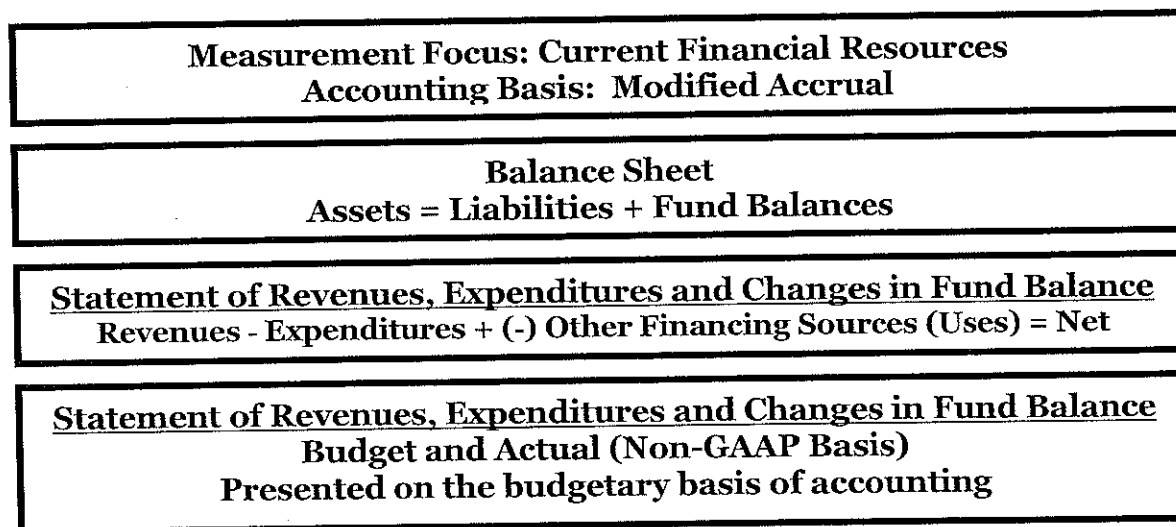 Measurement Focus: Current Financial Resources
Accounting Basis: Modified Accrual
Balance Sheet
Assets = Liabilities + Fund Balances
Statement of Revenues, Expenditures and Changes in Fund Balance
Revenues - Expenditures + (-) Other Financing Sources (Uses) = Net
Statement of Revenues, Expenditures and Changes in Fund Balance
Budget and Actual (Non-GAAP Basis)
Presented on the budgetary basis of accounting